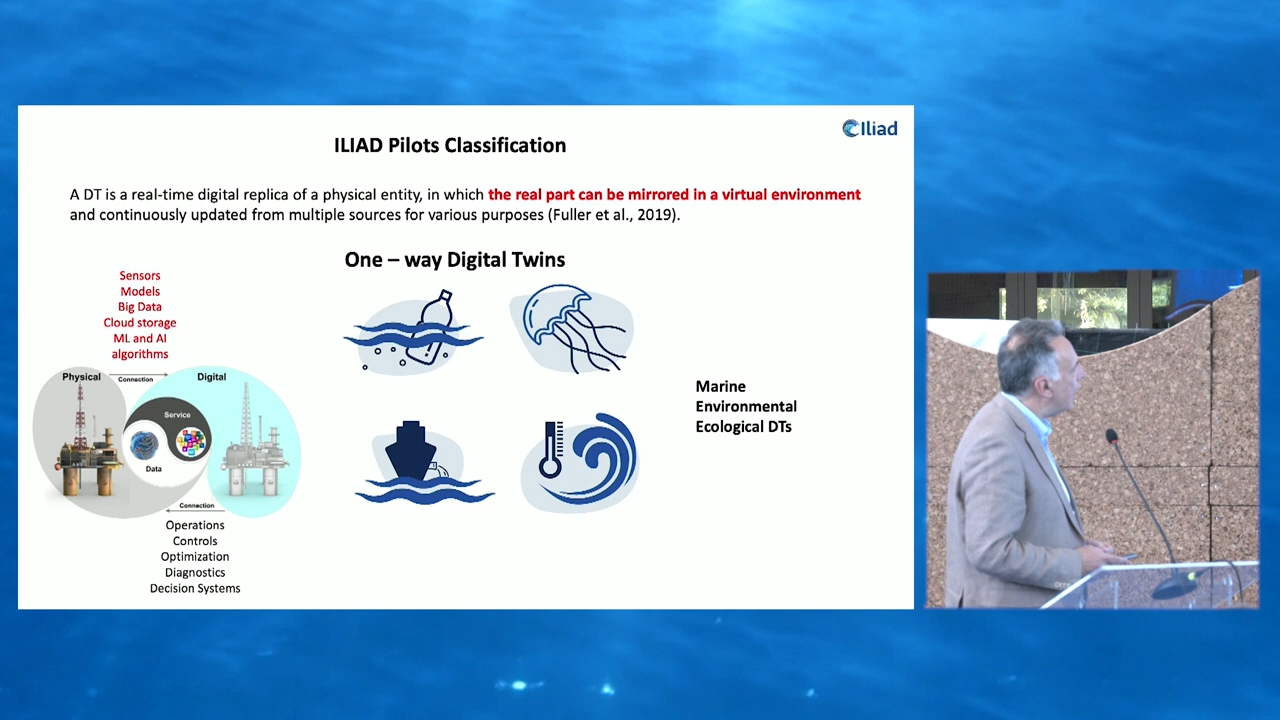 Iliad
ILIAD Pilots Classification
A DT is a real-time digital replica of a physical entity, in which the real part can be mirrored in a virtual environment
and continuously updated from multiple sources for various purposes (Fuller et al., 2019).
One – way Digital Twins
Sensors
Models
Big Data
Cloud storage
ML and AI
algorithms
Physical
Connection
Digital
Service
Data
Connection
Operations
Controls
Optimization
Diagnostics
Decision Systems
Marine
Environmental
Ecological DTs